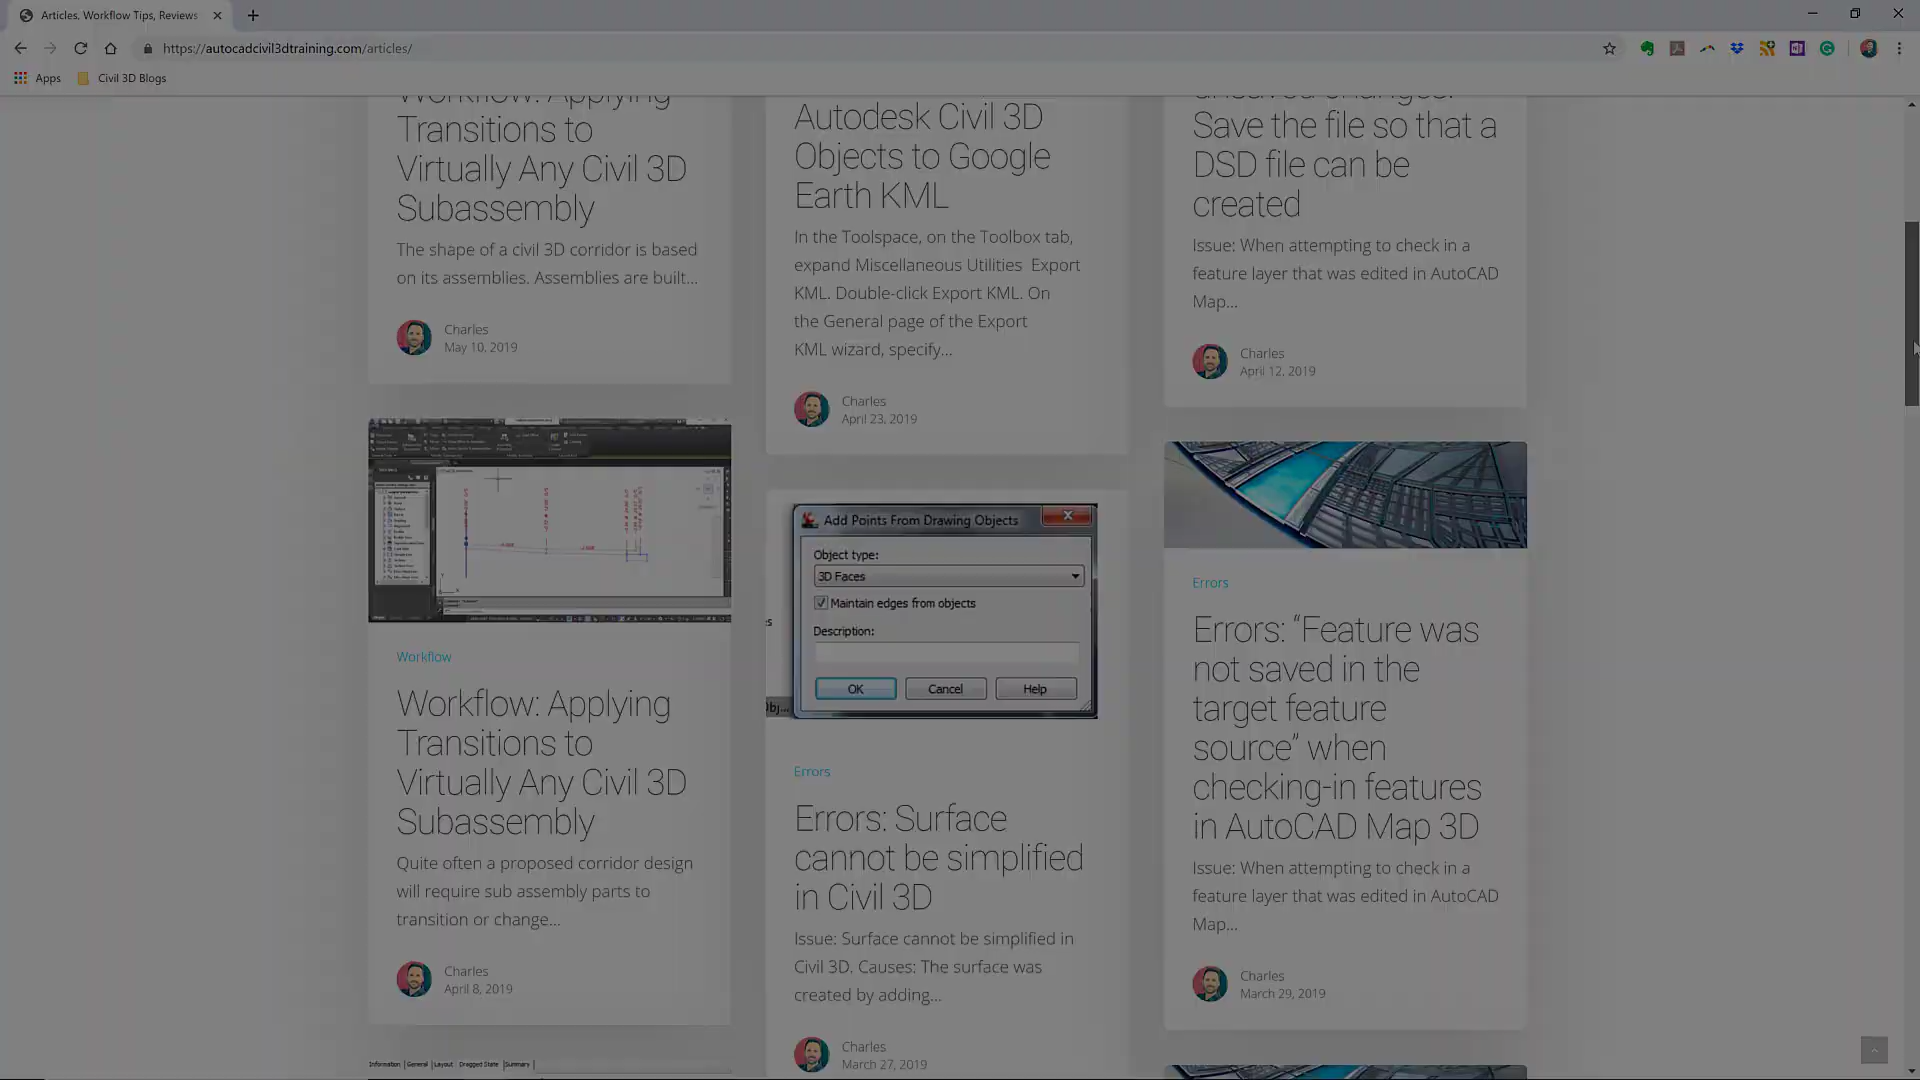 Articles, Workflow Tips, Reviews
https://autocadcivil3dtraining.com/articles/
Apps
Civil 3D Blogs
Workflow: Applying
Transitions to
Virtually Any Civil 3D
Subassembly
The shape of a civil 3D corridor is based
on its assemblies. Assemblies are built...
Charles
May 10, 2019
Workflow
Workflow: Applying
Transitions to
Virtually Any Civil 3D
Subassembly
Quite often a proposed corridor design
will require sub assembly parts to
transition or change...
Charles
April 8, 2019
Information General Layout Dragged State Summary
Autodesk Civil 3D
Objects to Google
Earth KML
In the Toolspace, on the Toolbox tab,
expand Miscellaneous Utilities  Export
KML. Double-click Export KML. On
the General page of the Export
KML wizard, specify...
Charles
April 23, 2019
Add Points From Drawing Objects
Object type:
3D Faces
Maintain edges from objects
Description:
OK Cancel Help
Obj...
Errors
Errors: Surface
cannot be simplified
in Civil 3D
Issue: Surface cannot be simplified in
Civil 3D. Causes: The surface was
created by adding...
Charles
March 27, 2019
unsaved changes.
Save the file so that a
DSD file can be
created
Issue: When attempting to check in a
feature layer that was edited in AutoCAD
Map...
Charles
April 12, 2019
Errors
Errors: “Feature was
not saved in the
target feature
source” when
checking-in features
in AutoCAD Map 3D
Issue: When attempting to check in a
feature layer that was edited in AutoCAD
Map...
Charles
March 29, 2019